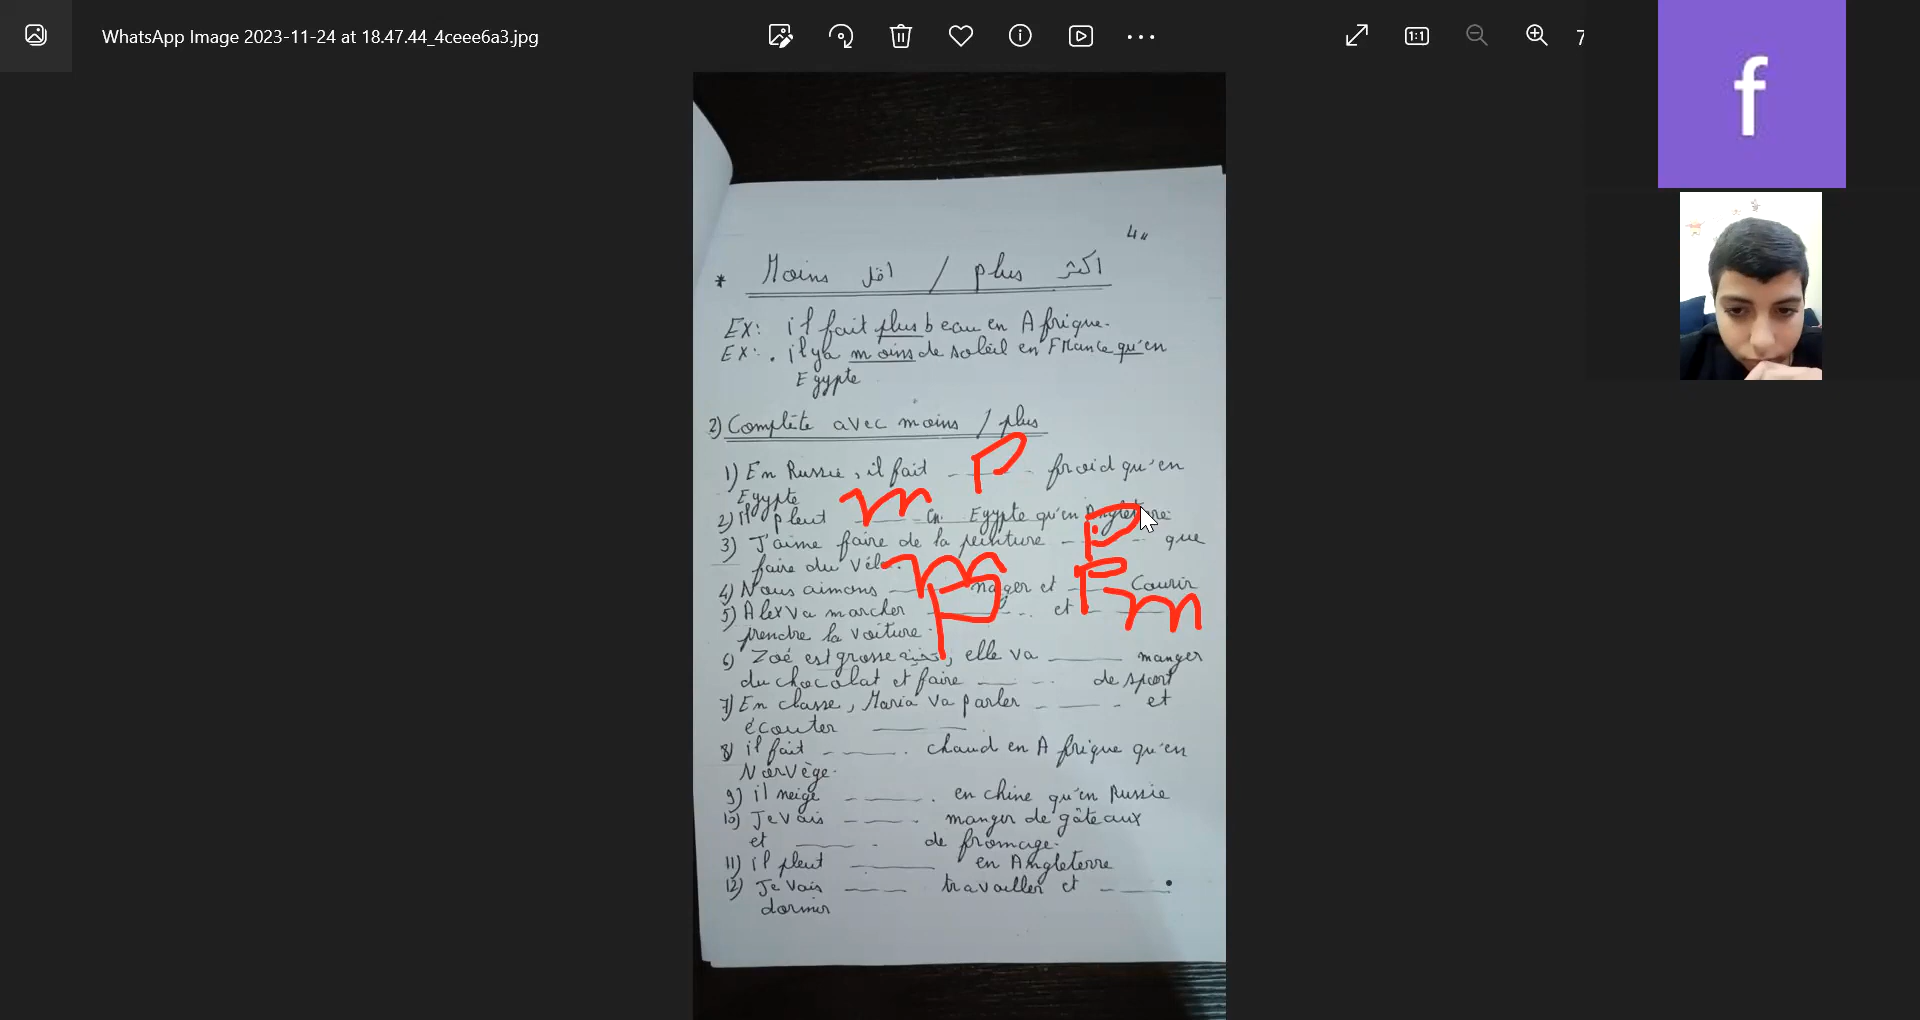 WhatsApp Image 2023-11-24 at 18.47.44_4ceee6a3.jpg
1:1
7
f
4"
* Moins اقل / plus اكثر
EX: il fait plus beau en Afrique.
EX: . il ya moins de soleil en France qu'en
Egypte
2) Complète avec moins / plus
1) En Russie, il fait P froid qu'en
Egypte
2) il pleut m en Egypte qu'en Angleterre.
3) J'aime faire de la peinture P que
faire du vélo.
4) Nous aimons m nager et P Courir
5) Alex va marcher P et m
prendre la voiture.
6) Zoé est grosse تخينة, elle va manger
du chocolat et faire de sport
7) En classe, Maria va parler et
écouter
8) il fait chaud en Afrique qu'en
Norvège.
9) il neige en chine qu'en Russie
10) Je vais manger de gâteaux
et de fromage.
11) il pleut en Angleterre
12) Je vais travailler et
dormir